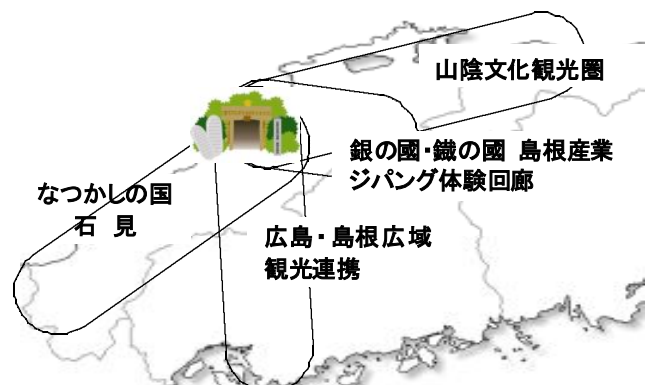 山陰文化観光圏
銀の國・鐵の國 島根産業
ジパング体験回廊
なつかしの国
石 見
広島・島根広域
観光連携